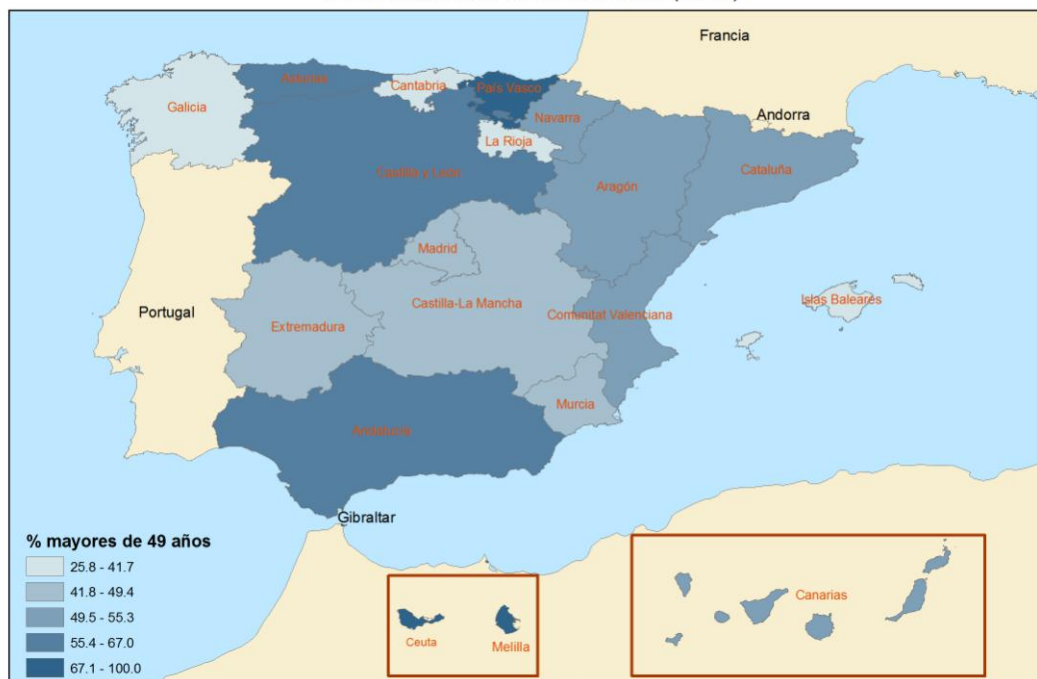 Francia
Asturias
Cantabria
País Vasco
Galicia
Navarra
Andorra
La Rioja
Cataluña
Castilla y León
Aragón
Madrid
Portugal
Castilla-La Mancha
Islas Baleares
Extremadura
Comunitat Valenciana
Murcia
Andalucía
Gibraltar
% mayores de 49 años
25.8 - 41.7
41.8 - 49.4
49.5 - 55.3
55.4 - 67.0
67.1 - 100.0
Ceuta
Melilla
Canarias